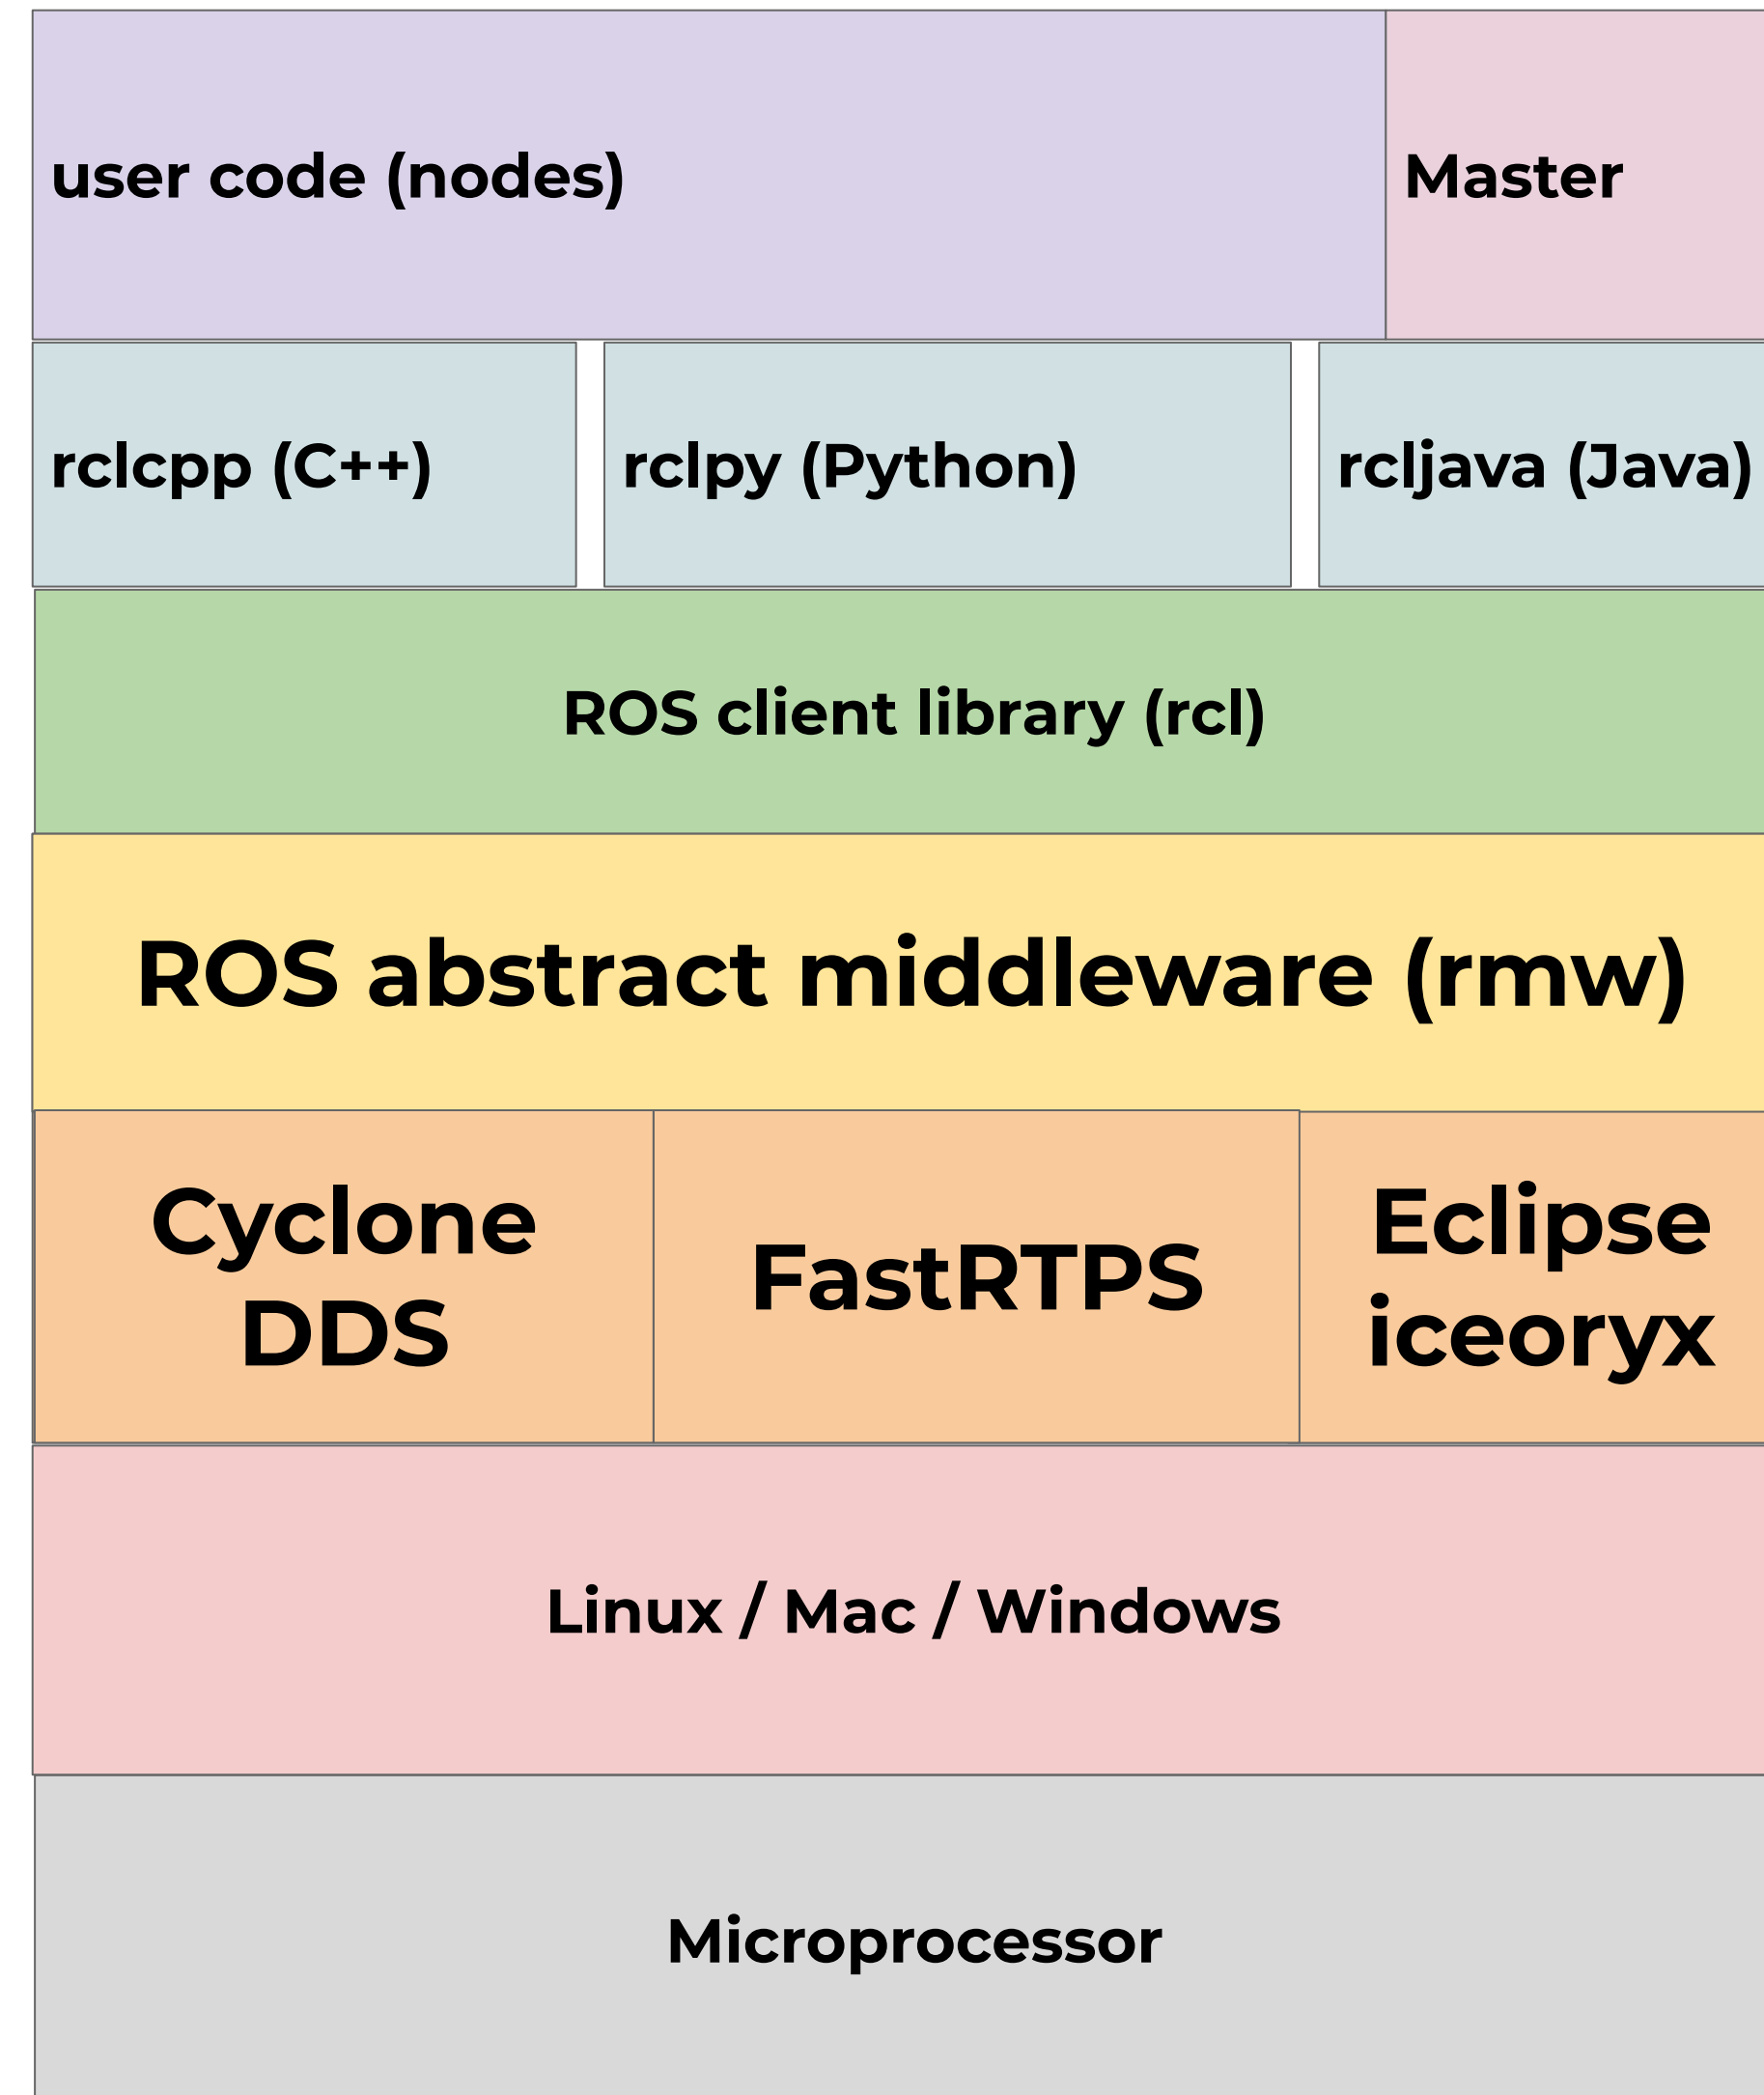 user code (nodes)
Master
rclcpp (C++)
rclpy (Python)
rcljava (Java)
ROS client library (rcl)
ROS abstract middleware (rmw)
Cyclone
DDS
FastRTPS
Eclipse
iceoryx
Linux / Mac / Windows
Microprocessor